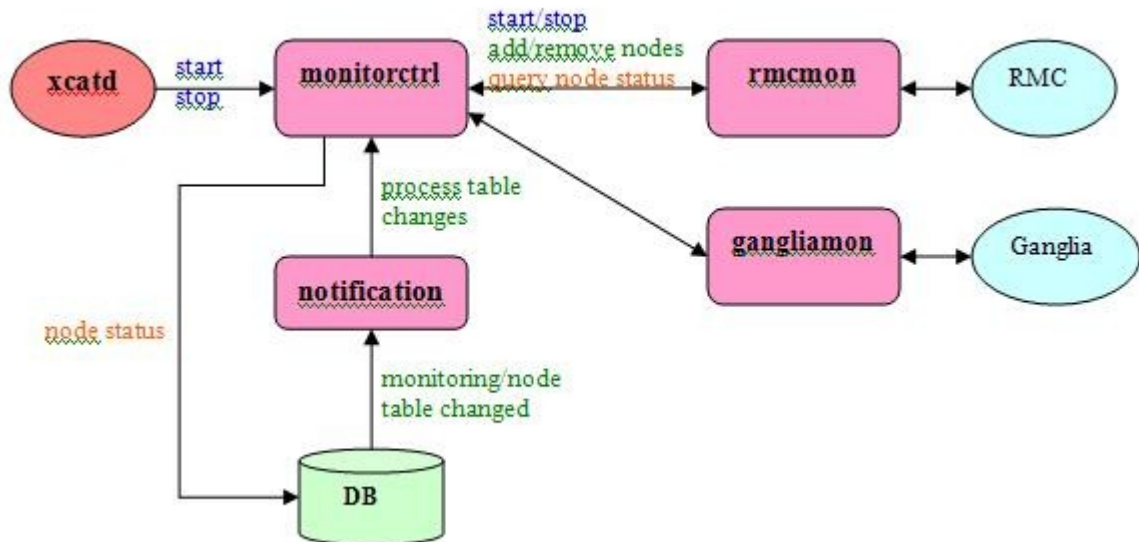 xcatd
start
stop
monitorctrl
start/stop
add/remove nodes
query node status
rmcmon
RMC
process table
changes
gangliamon
Ganglia
notification
node status
monitoring/node
table changed
DB